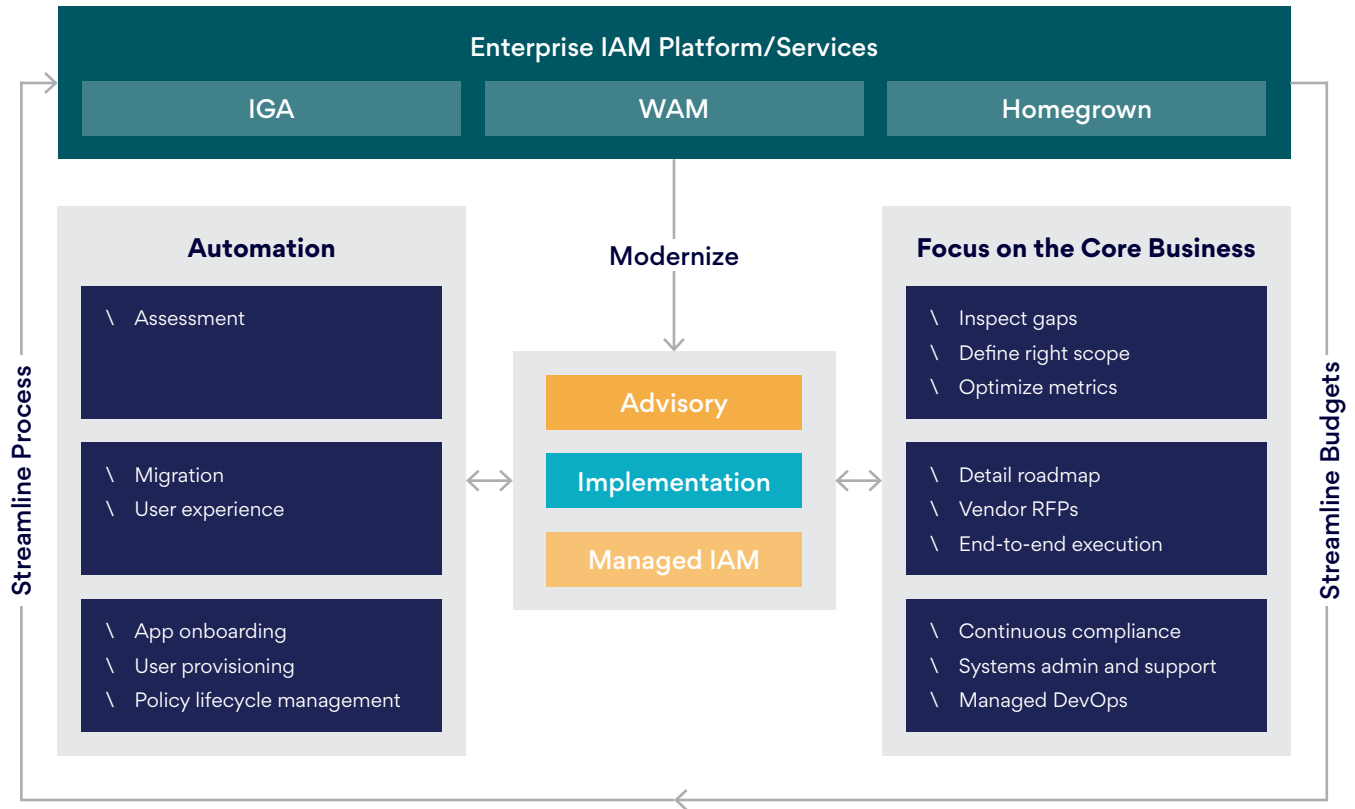 Enterprise IAM Platform/Services
IGA
WAM
Homegrown
Streamline Process
Automation
\ Assessment
\ Migration
\ User experience
\ App onboarding
\ User provisioning
\ Policy lifecycle management
Modernize
Advisory
Implementation
Managed IAM
Focus on the Core Business
\ Inspect gaps
\ Define right scope
\ Optimize metrics
\ Detail roadmap
\ Vendor RFPs
\ End-to-end execution
\ Continuous compliance
\ Systems admin and support
\ Managed DevOps
Streamline Budgets